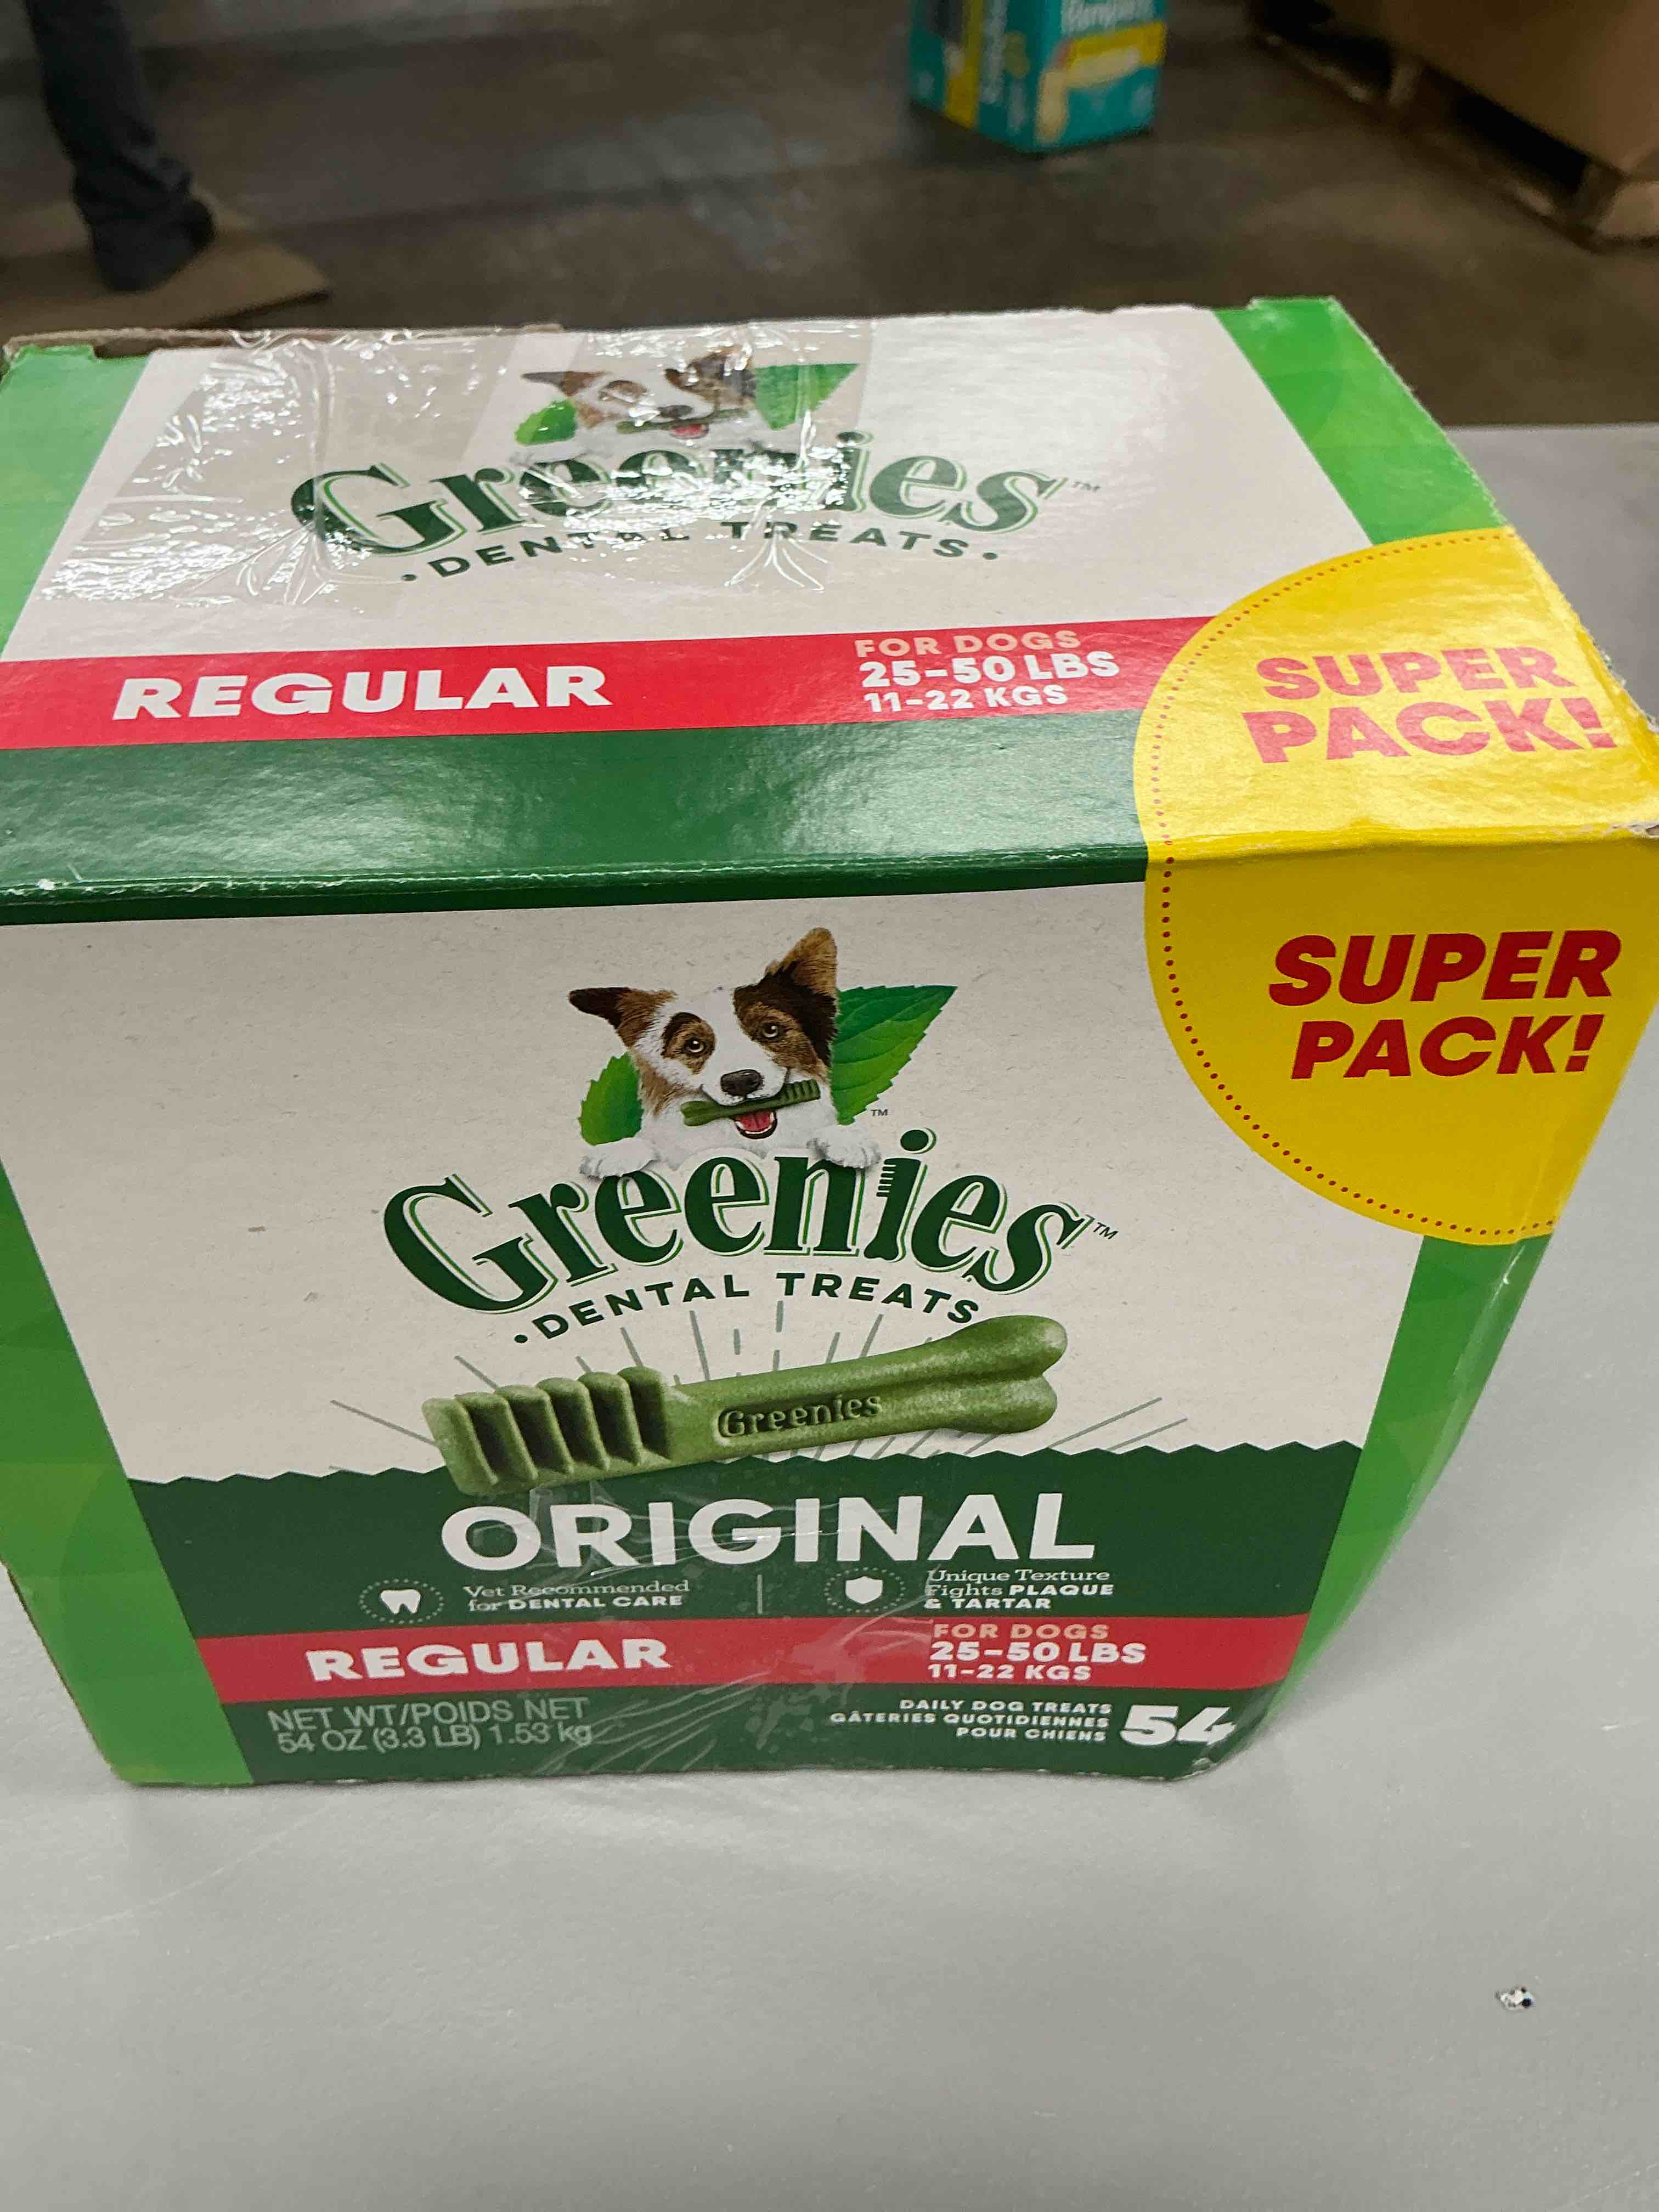 Pampers
Greenies™
• DENTAL TREATS •
REGULAR
FOR DOGS
25-50 LBS
11-22 KGS
SUPER
PACK!
SUPER
PACK!
TM
Greenies™
• DENTAL TREATS
Greenies
ORIGINAL
Vet Recommended
for DENTAL CARE
Unique Texture
Fights PLAQUE
& TARTAR
REGULAR
FOR DOGS
25-50 LBS
11-22 KGS
NET WT/POIDS NET
54 OZ (3.3 LB) 1.53 kg
DAILY DOG TREATS
GÂTERIES QUOTIDIENNES
POUR CHIENS
54